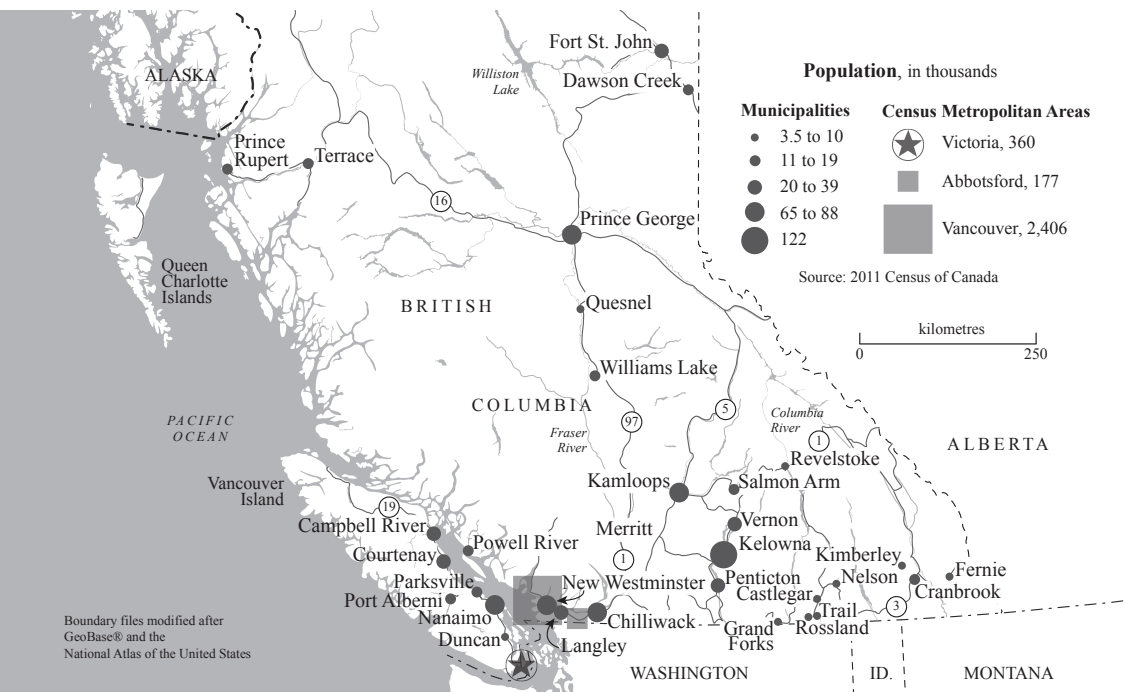 Fort St. John
ALASKA
Williston
Lake
Dawson Creek
Population, in thousands
Municipalities
3.5 to 10
11 to 19
20 to 39
65 to 88
122
Census Metropolitan Areas
Victoria, 360
Abbotsford, 177
Vancouver, 2,406
Source: 2011 Census of Canada
kilometres
0
250
Prince
Rupert
Terrace
16
Prince George
Queen
Charlotte
Islands
BRITISH
Quesnel
Williams Lake
COLUMBIA
97
5
Fraser
River
Columbia
River
1
ALBERTA
PACIFIC
OCEAN
Revelstoke
Vancouver
Island
Kamloops
Salmon Arm
19
Campbell River
Merritt
Vernon
Powell River
Kelowna
Courtenay
1
Kimberley
Fernie
Parksville
New Westminster
Penticton
Nelson
Castlegar
Cranbrook
Port Alberni
3
Nanaimo
Chilliwack
Trail
Duncan
Langley
Grand
Forks
Rossland
Boundary files modified after
GeoBase® and the
National Atlas of the United States
WASHINGTON
ID.
MONTANA